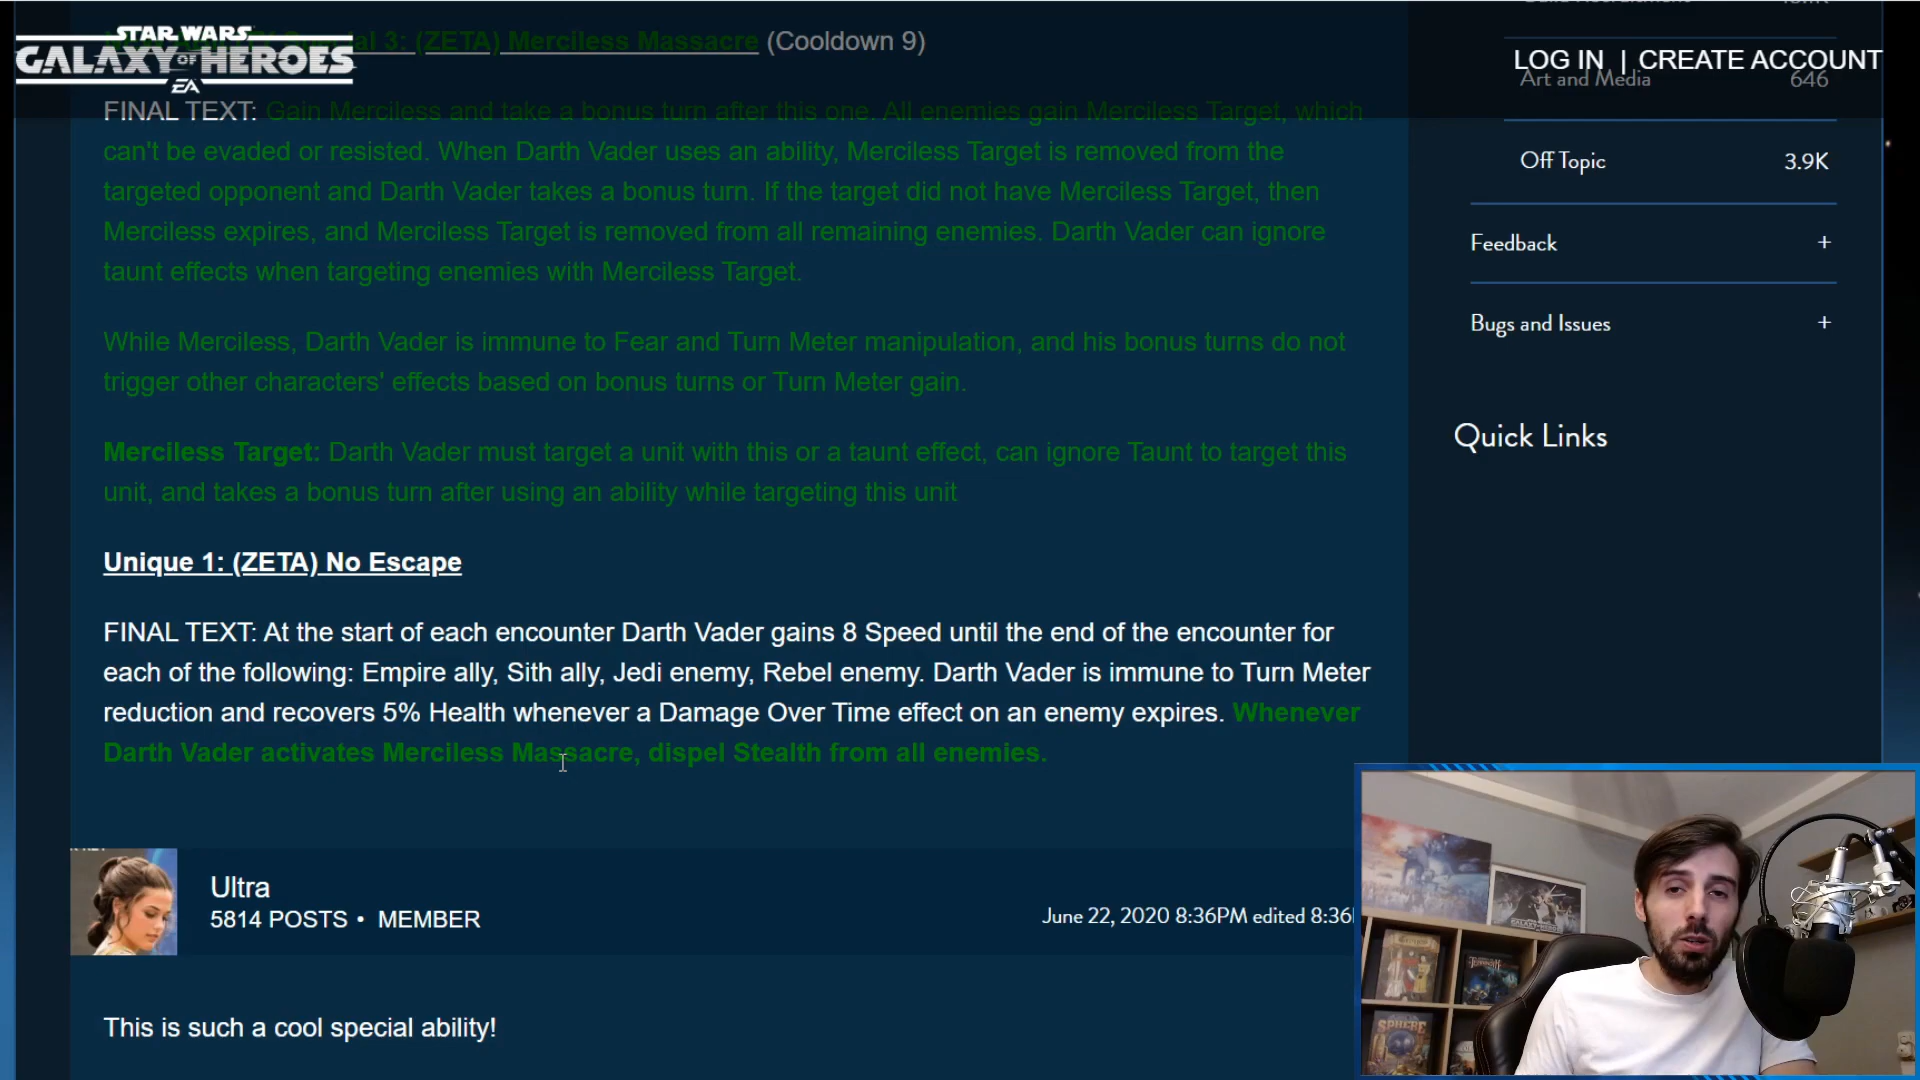 STAR WARS
GALAXY OF HEROES
EA
3: (ZETA) Merciless Massacre (Cooldown 9)
LOG IN | CREATE ACCOUNT
Art and Media 646
FINAL TEXT: Gain Merciless and take a bonus turn after this one. All enemies gain Merciless Target, which
can't be evaded or resisted. When Darth Vader uses an ability, Merciless Target is removed from the
targeted opponent and Darth Vader takes a bonus turn. If the target did not have Merciless Target, then
Merciless expires, and Merciless Target is removed from all remaining enemies. Darth Vader can ignore
taunt effects when targeting enemies with Merciless Target.
While Merciless, Darth Vader is immune to Fear and Turn Meter manipulation, and his bonus turns do not
trigger other characters' effects based on bonus turns or Turn Meter gain.
Merciless Target: Darth Vader must target a unit with this or a taunt effect, can ignore Taunt to target this
unit, and takes a bonus turn after using an ability while targeting this unit
Unique 1: (ZETA) No Escape
FINAL TEXT: At the start of each encounter Darth Vader gains 8 Speed until the end of the encounter for
each of the following: Empire ally, Sith ally, Jedi enemy, Rebel enemy. Darth Vader is immune to Turn Meter
reduction and recovers 5% Health whenever a Damage Over Time effect on an enemy expires. Whenever
Darth Vader activates Merciless Massacre, dispel Stealth from all enemies.
Ultra
5814 POSTS • MEMBER
June 22, 2020 8:36PM edited 8:36
This is such a cool special ability!
Off Topic 3.9K
Feedback +
Bugs and Issues +
Quick Links
SPHERE